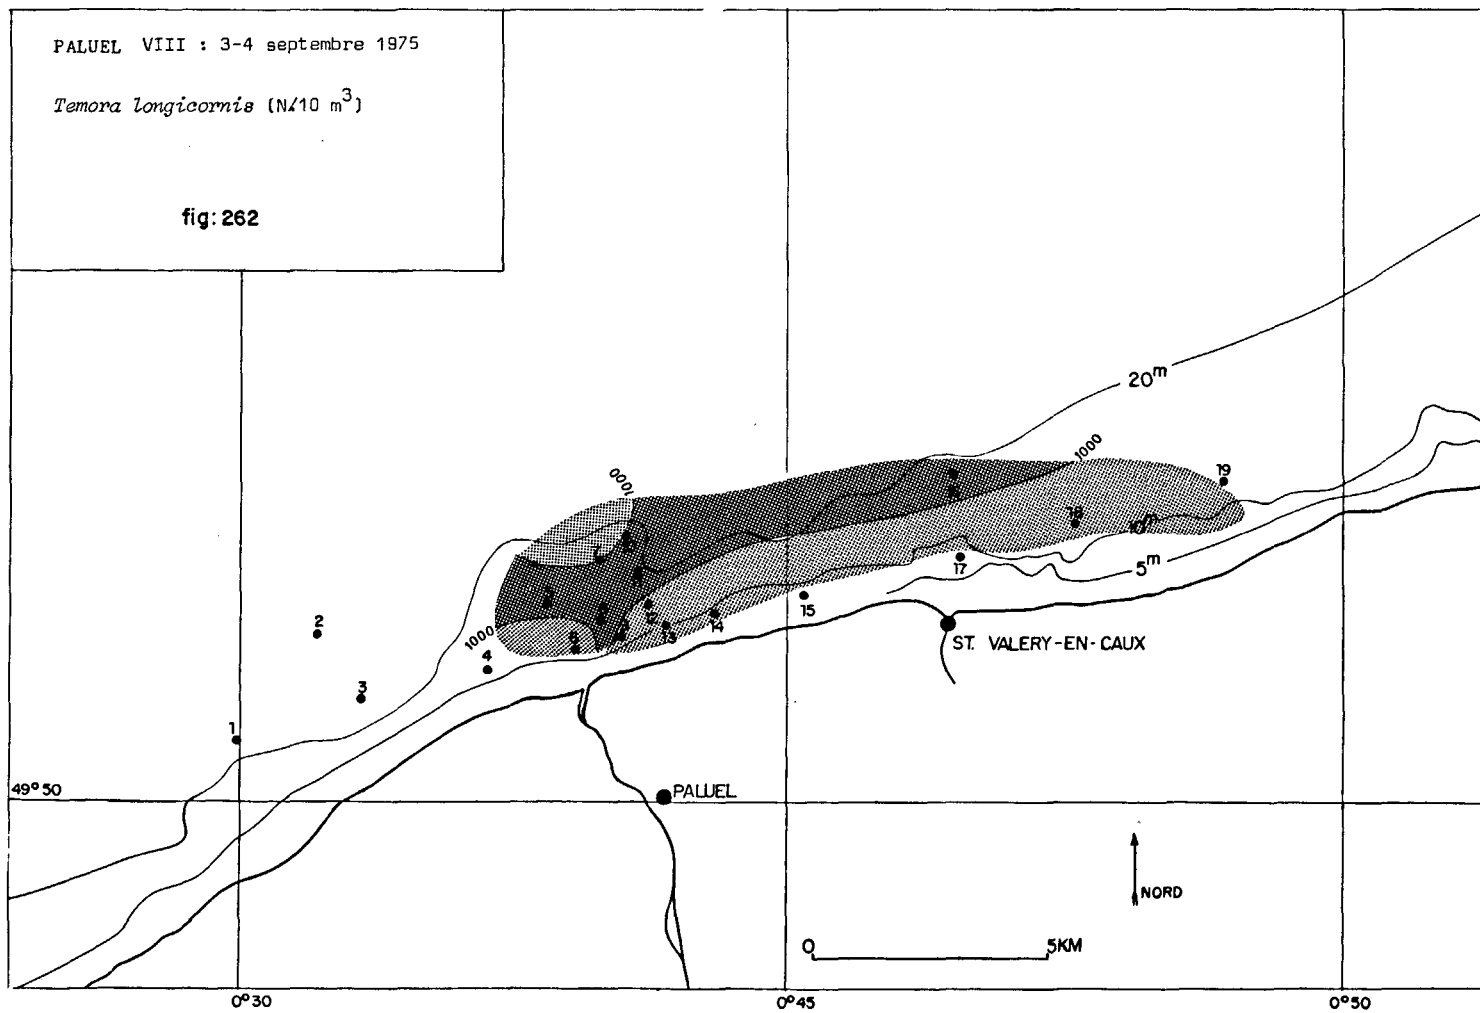 PALUEL VIII : 3-4 septembre 1975
Temora longicornis (N/10 m³)
fig: 262
20ᵐ
1000
1000
19
18
10ᵐ
5ᵐ
17
15
14
13
12
1000
2
4
3
1
ST. VALERY-EN-CAUX
49°50
PALUEL
NORD
0
5KM
0°30
0°45
0°50